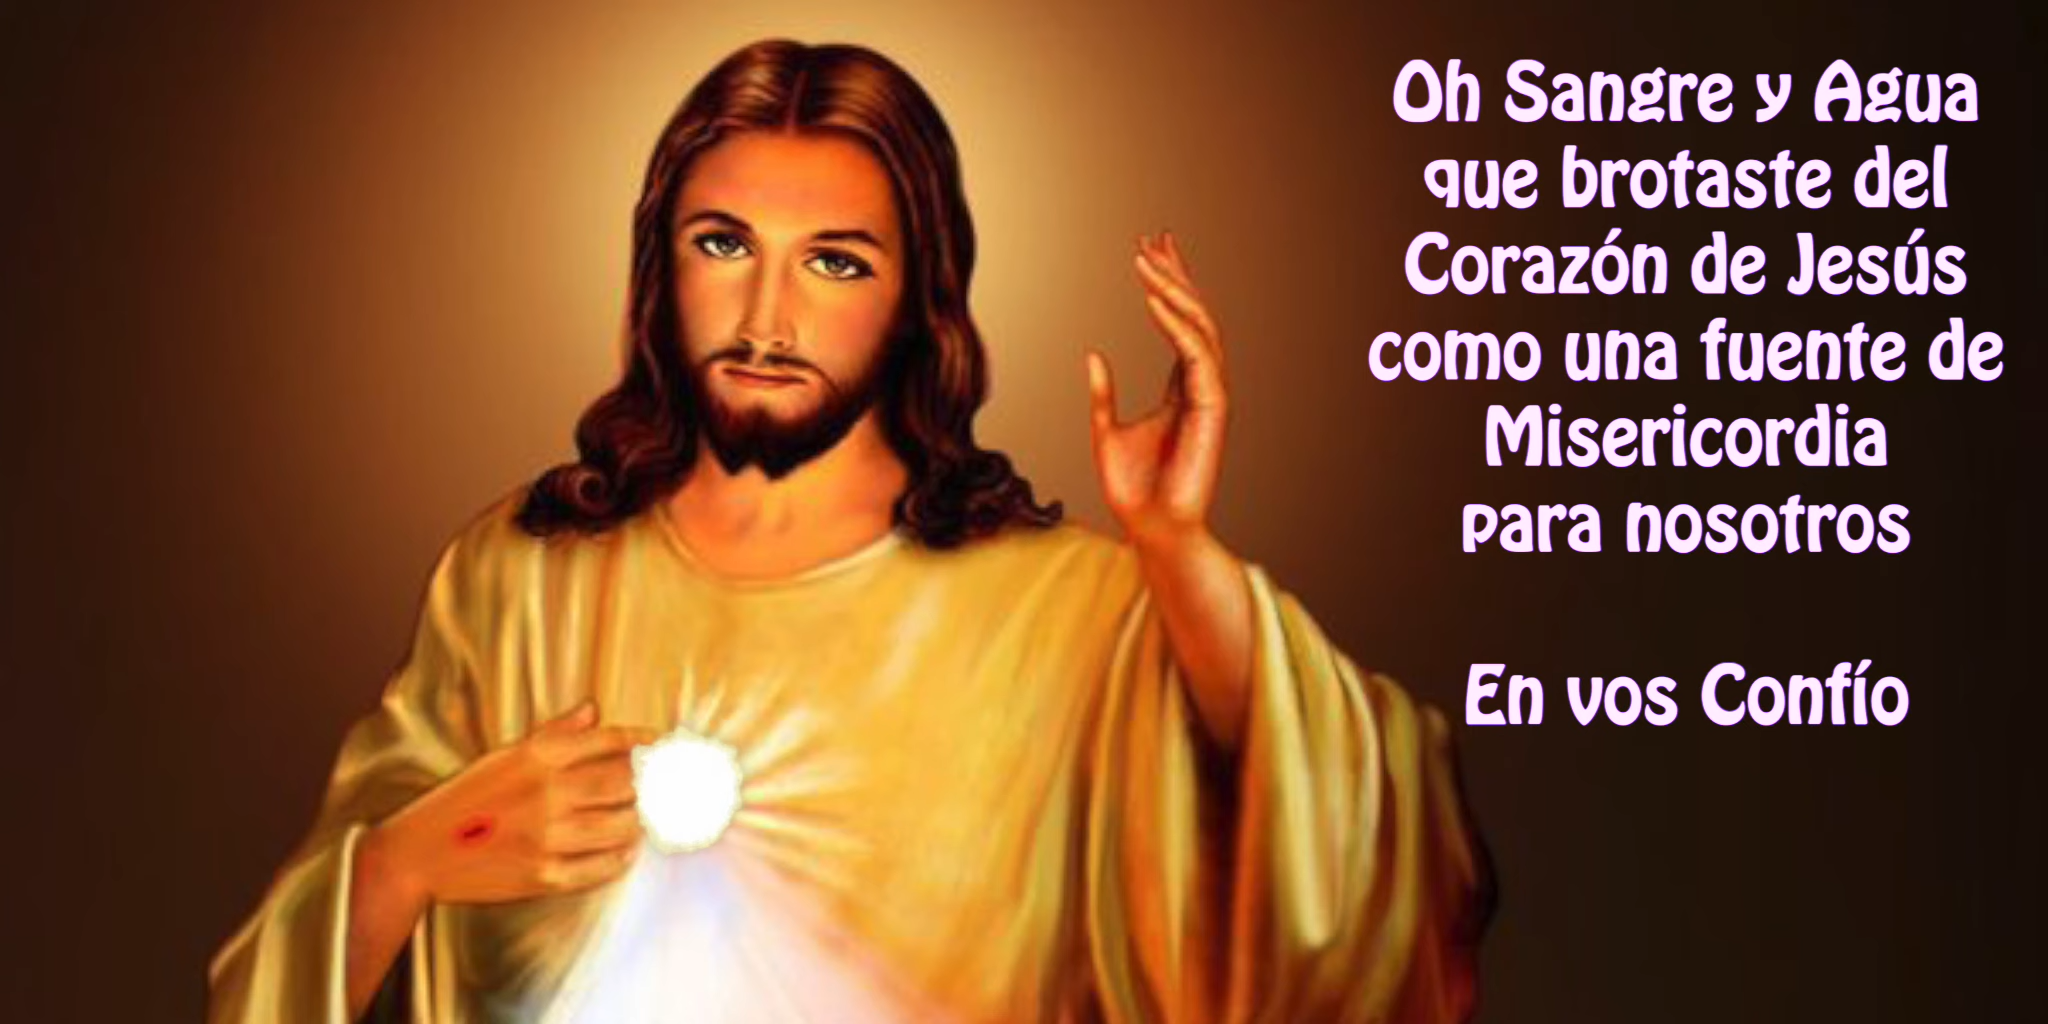 Oh Sangre y Agua
que brotaste del
Corazón de Jesús
como una fuente de
Misericordia
para nosotros
En vos Confío